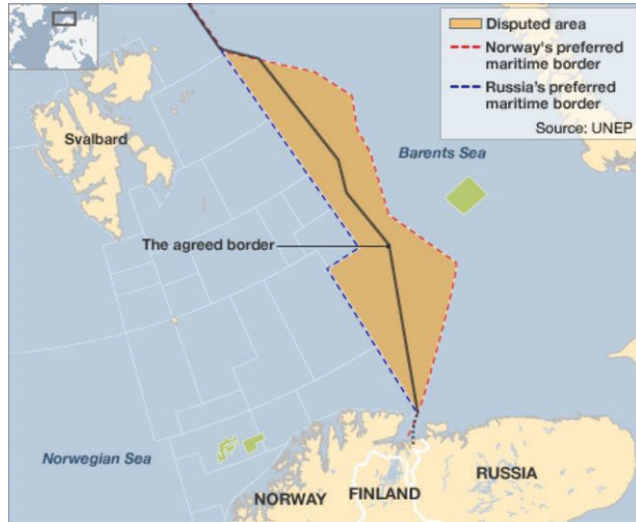 Disputed area
Norway's preferred
maritime border
Russia's preferred
maritime border
Source: UNEP
Svalbard
Barents Sea
The agreed border
Norwegian Sea
NORWAY
FINLAND
RUSSIA